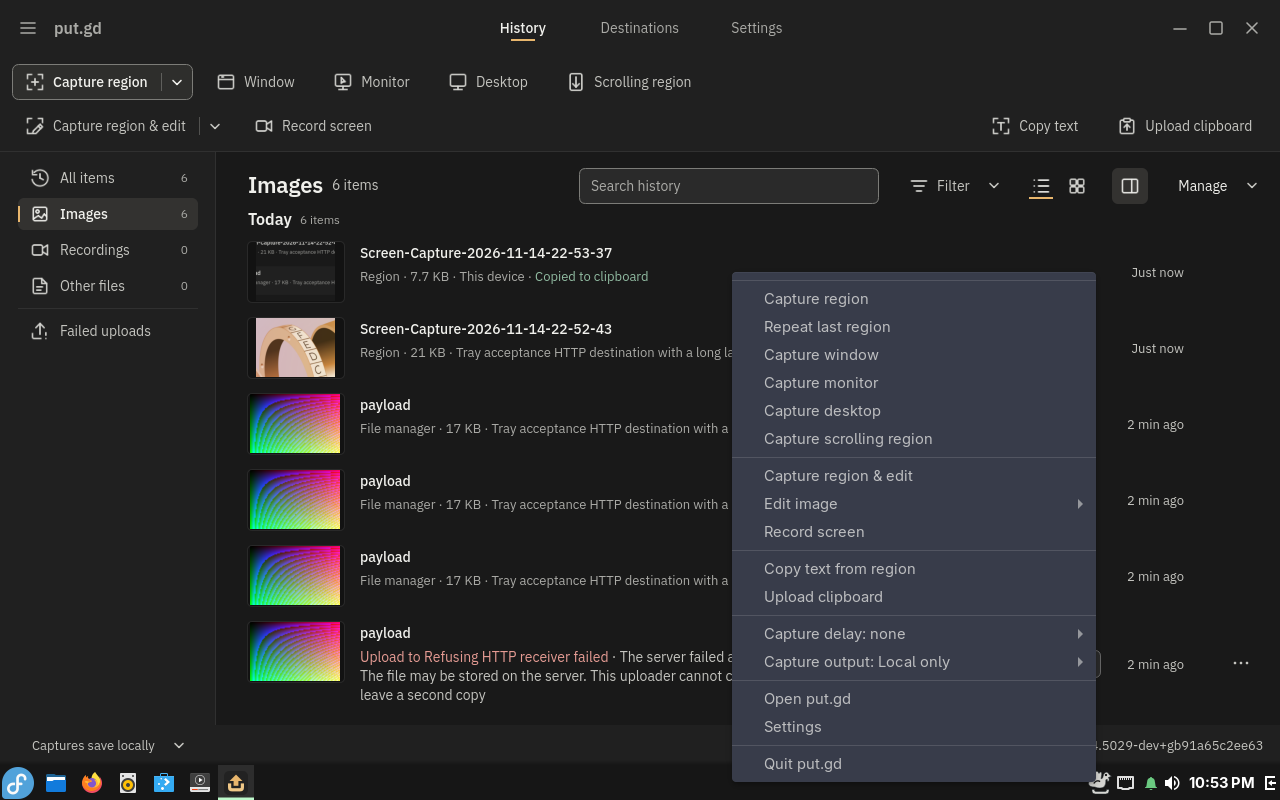 put.gd
History
Destinations
Settings
Capture region
Window
Monitor
Desktop
Scrolling region
Capture region & edit
Record screen
Copy text
Upload clipboard
All items 6
Images 6
Recordings 0
Other files 0
Failed uploads
Images 6 items
Search history
Filter
Manage
Today 6 items
Screen-Capture-2026-11-14-22-53-37
Region · 7.7 KB · This device · Copied to clipboard
Just now
Screen-Capture-2026-11-14-22-52-43
Region · 21 KB · Tray acceptance HTTP destination with a long la
Just now
payload
File manager · 17 KB · Tray acceptance HTTP destination with a
2 min ago
payload
File manager · 17 KB · Tray acceptance HTTP destination with a
2 min ago
payload
File manager · 17 KB · Tray acceptance HTTP destination with a
2 min ago
payload
Upload to Refusing HTTP receiver failed · The server failed a
The file may be stored on the server. This uploader cannot c
leave a second copy
2 min ago
Capture region
Repeat last region
Capture window
Capture monitor
Capture desktop
Capture scrolling region
Capture region & edit
Edit image
Record screen
Copy text from region
Upload clipboard
Capture delay: none
Capture output: Local only
Open put.gd
Settings
Quit put.gd
Captures save locally
.5029-dev+gb91a65c2ee63
10:53 PM